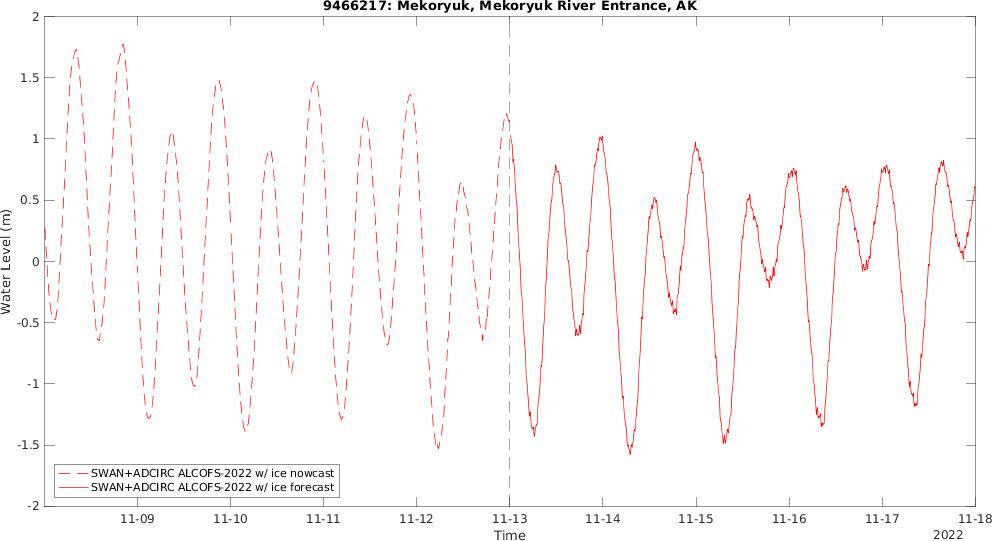 9466217: Mekoryuk, Mekoryuk River Entrance, AK
2
1.5
1
0.5
0
-0.5
-1
-1.5
-2
Water Level (m)
SWAN+ADCIRC ALCOFS-2022 w/ ice nowcast
SWAN+ADCIRC ALCOFS-2022 w/ ice forecast
11-09 11-10 11-11 11-12 11-13 11-14 11-15 11-16 11-17 11-18
Time
2022